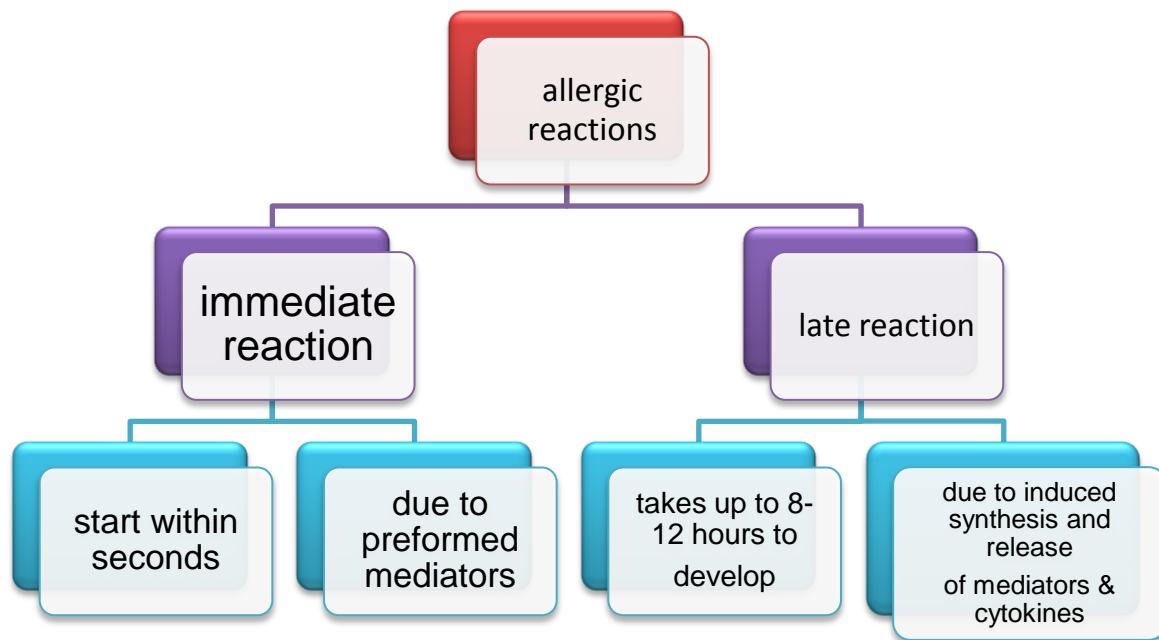 allergic
reactions
immediate
reaction
late reaction
start within
seconds
due to
preformed
mediators
takes up to 8-
12 hours to
develop
due to induced
synthesis and
release
of mediators &
cytokines